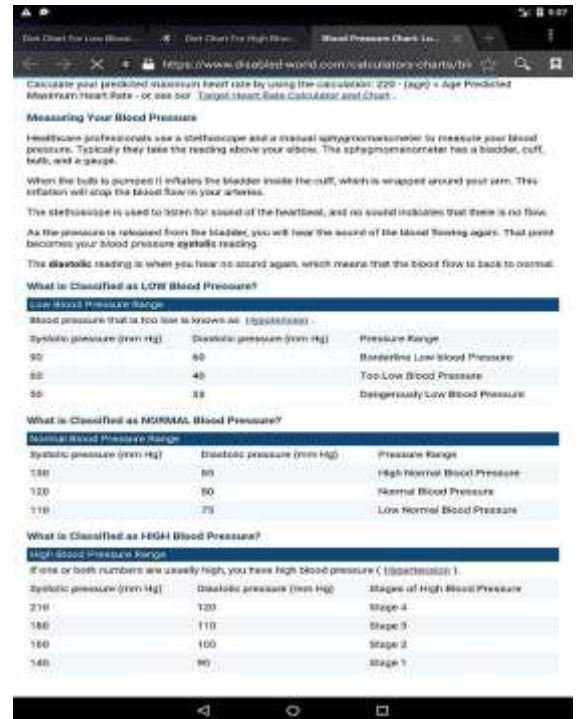 9:07
Diet Chart For Low Blood...
Diet Chart For High Bloo...
Blood Pressure Chart: Lo...
https://www.disabled-world.com/calculators-charts/b
Calculate your predicted maximum heart rate by using the calculation: 220 - (age) = Age Predicted
Maximum Heart Rate - or see our Target Heart Rate Calculator and Chart .
Measuring Your Blood Pressure
Healthcare professionals use a stethoscope and a manual sphygmomanometer to measure your blood
pressure. Typically they take the reading above your elbow. The sphygmomanometer has a bladder, cuff,
bulb, and a gauge.
When the bulb is pumped it inflates the bladder inside the cuff, which is wrapped around your arm. This
inflation will stop the blood flow in your arteries.
The stethoscope is used to listen for sound of the heartbeat, and no sound indicates that there is no flow.
As the pressure is released from the bladder, you will hear the sound of the blood flowing again. That point
becomes your blood pressure systolic reading.
The diastolic reading is when you hear no sound again, which means that the blood flow is back to normal.
What is Classified as LOW Blood Pressure?
Low Blood Pressure Range
Blood pressure that is too low is known as Hypotension .
Systolic pressure (mm Hg) Diastolic pressure (mm Hg) Pressure Range
90 60 Borderline Low blood Pressure
60 40 Too Low Blood Pressure
50 33 Dangerously Low Blood Pressure
What is Classified as NORMAL Blood Pressure?
Normal Blood Pressure Range
Systolic pressure (mm Hg) Diastolic pressure (mm Hg) Pressure Range
130 85 High Normal Blood Pressure
120 80 Normal Blood Pressure
110 75 Low Normal Blood Pressure
What is Classified as HIGH Blood Pressure?
High Blood Pressure Range
If one or both numbers are usually high, you have high blood pressure ( Hypertension ).
Systolic pressure (mm Hg) Diastolic pressure (mm Hg) Stages of High Blood Pressure
210 120 Stage 4
180 110 Stage 3
160 100 Stage 2
140 90 Stage 1